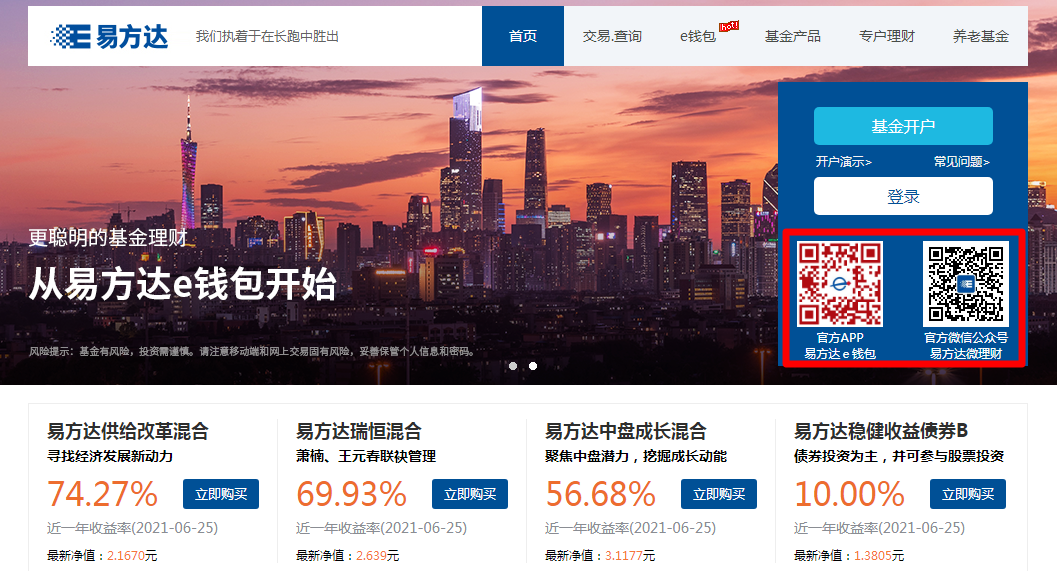 易方达 我们执着于在长跑中胜出 首页 交易.查询 e钱包 hot! 基金产品 专户理财 养老基金
基金开户
开户演示> 常见问题>
登录
更聪明的基金理财
从易方达e钱包开始
官方APP 官方微信公众号
易方达 e 钱包 易方达微理财
风险提示：基金有风险，投资需谨慎。请注意移动端和网上交易固有风险，妥善保管个人信息和密码。
易方达供给改革混合 易方达瑞恒混合 易方达中盘成长混合 易方达稳健收益债券B
寻找经济发展新动力 萧楠、王元春联袂管理 聚焦中盘潜力，挖掘成长动能 债券投资为主，并可参与股票投资
74.27% 立即购买 69.93% 立即购买 56.68% 立即购买 10.00% 立即购买
近一年收益率(2021-06-25) 近一年收益率(2021-06-25) 近一年收益率(2021-06-25) 近一年收益率(2021-06-25)
最新净值：2.1670元 最新净值：2.639元 最新净值：3.1177元 最新净值：1.3805元